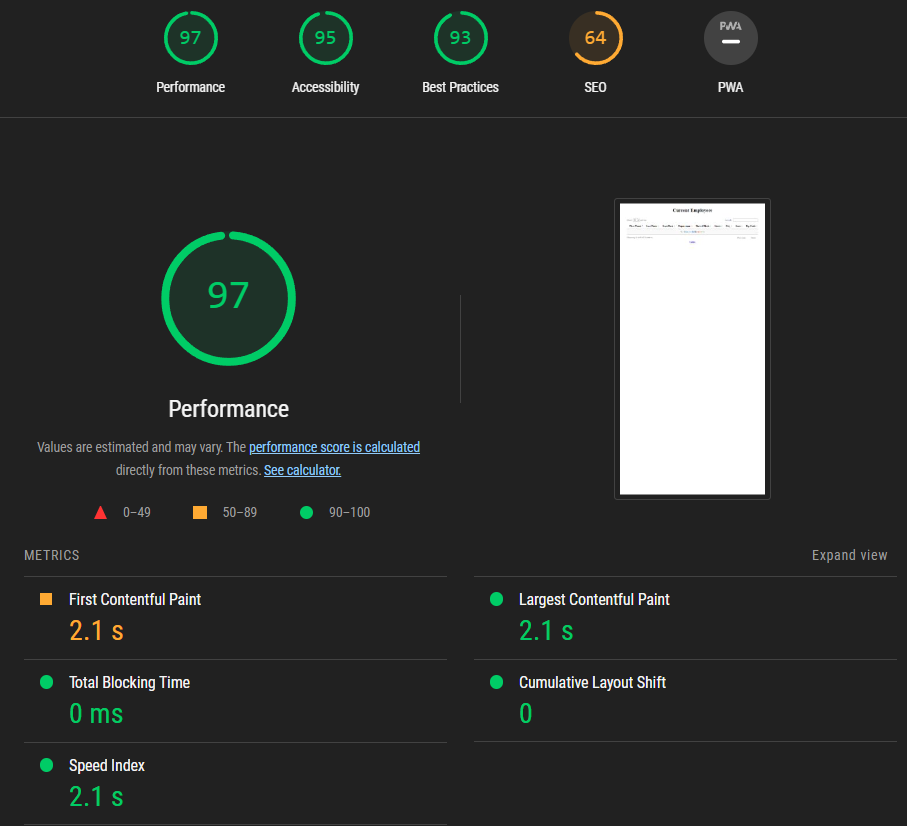 97 95 93 64 PWA
Performance Accessibility Best Practices SEO PWA
Current Employees
97
Performance
Values are estimated and may vary. The performance score is calculated
directly from these metrics. See calculator.
0–49 50–89 90–100
METRICS Expand view
First Contentful Paint
2.1 s
Largest Contentful Paint
2.1 s
Total Blocking Time
0 ms
Cumulative Layout Shift
0
Speed Index
2.1 s